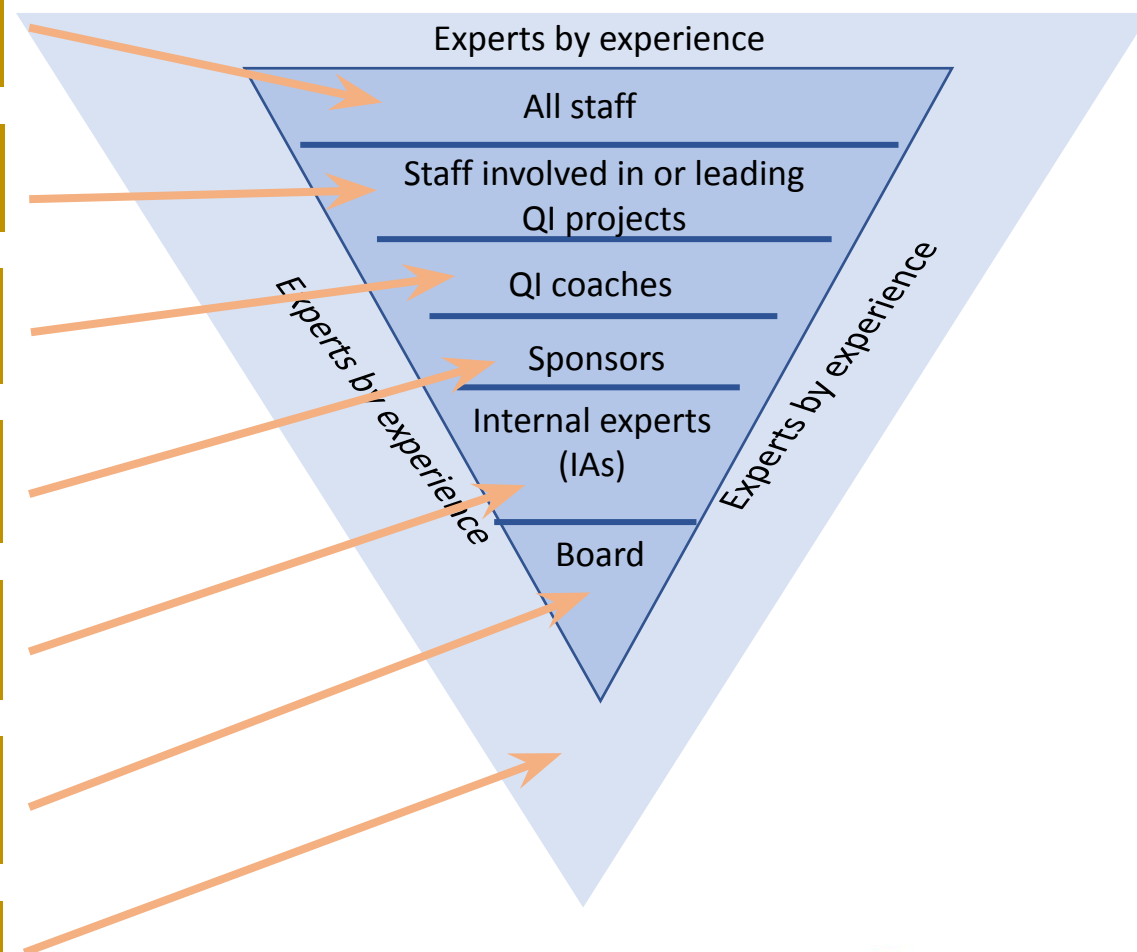 Experts by experience
All staff
Staff involved in or leading
QI projects
QI coaches
Sponsors
Internal experts
(IAs)
Board
Experts by experience
Experts by experience